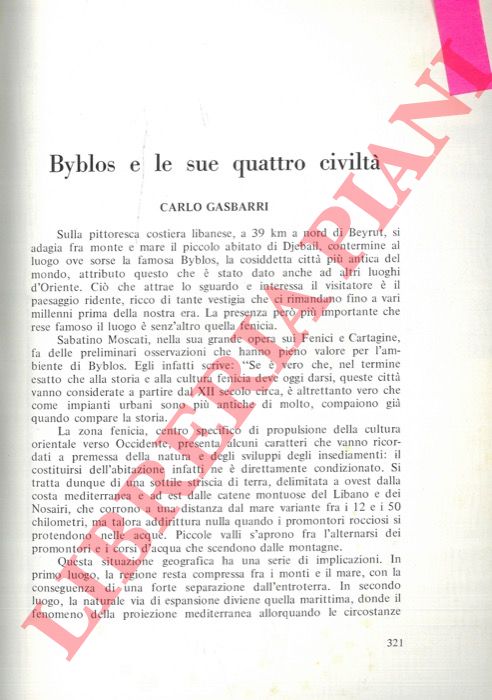 Byblos e le sue quattro civiltà
CARLO GASBARRI
Sulla pittoresca costiera libanese, a 39 km a nord di Beyrut, si
adagia fra monte e mare il piccolo abitato di Djebail, contermine al
luogo ove sorse la famosa Byblos, la cosiddetta città più antica del
mondo, attributo questo che è stato dato anche ad altri luoghi
d'Oriente. Ciò che attrae lo sguardo e interessa il visitatore è il
paesaggio ridente, ricco di tante vestigia che ci rimandano fino a vari
millenni prima della nostra era. La presenza però più importante che
rese famoso il luogo è senz'altro quella fenicia.
Sabatino Moscati, nella sua grande opera sui Fenici e Cartagine,
fa delle preliminari osservazioni che hanno pieno valore per l'am-
biente di Byblos. Egli infatti scrive: "Se è vero che, nel termine
esatto che alla storia e alla cultura fenicia deve oggi darsi, queste città
vanno considerate a partire dal XII secolo circa, è altrettanto vero che
come impianti urbani sono più antiche di molto, compaiono già
quando compare la storia.
La zona fenicia, centro specifico di propulsione della cultura
orientale verso Occidente, presenta alcuni caratteri che vanno ricor-
dati a premessa della natura e degli sviluppi degli insediamenti: il
costituirsi dell'abitazione infatti ne è direttamente condizionato. Si
tratta dunque di una sottile striscia di terra, delimitata a ovest dalla
costa mediterranea e ad est dalle catene montuose del Libano e dei
Nosairi, che corrono a una distanza dal mare variante fra i 12 e i 50
chilometri, ma talora addirittura nulla quando i promontori rocciosi si
protendono nelle acque. Piccole valli s'aprono fra l'alternarsi dei
promontori e i corsi d'acqua che scendono dalle montagne.
Questa situazione geografica ha una serie di implicazioni. In
primo luogo, la regione resta compressa fra i monti e il mare, con la
conseguenza di una forte separazione dall'entroterra. In secondo
luogo, la naturale via di espansione diviene quella marittima, donde il
fenomeno della proiezione mediterranea allorquando le circostanze
321
LIBRERIA PIANI